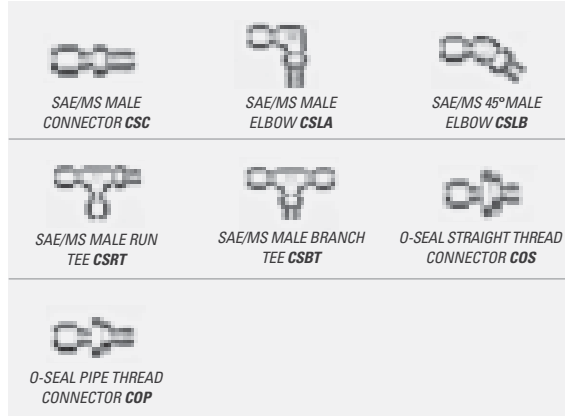 SAE/MS MALE
CONNECTOR CSC
SAE/MS MALE
ELBOW CSLA
SAE/MS 45° MALE
ELBOW CSLB
SAE/MS MALE RUN
TEE CSRT
SAE/MS MALE BRANCH
TEE CSBT
O-SEAL STRAIGHT THREAD
CONNECTOR COS
O-SEAL PIPE THREAD
CONNECTOR COP